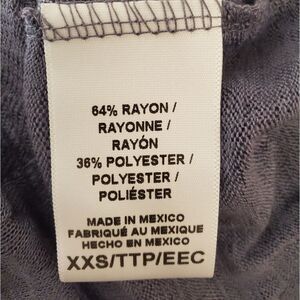 64% RAYON /
RAYONNE /
RAYÓN
36% POLYESTER /
POLYESTER /
POLIÉSTER
MADE IN MEXICO
FABRIQUÉ AU MEXIQUE
HECHO EN MEXICO
XXS/TTP/EEC